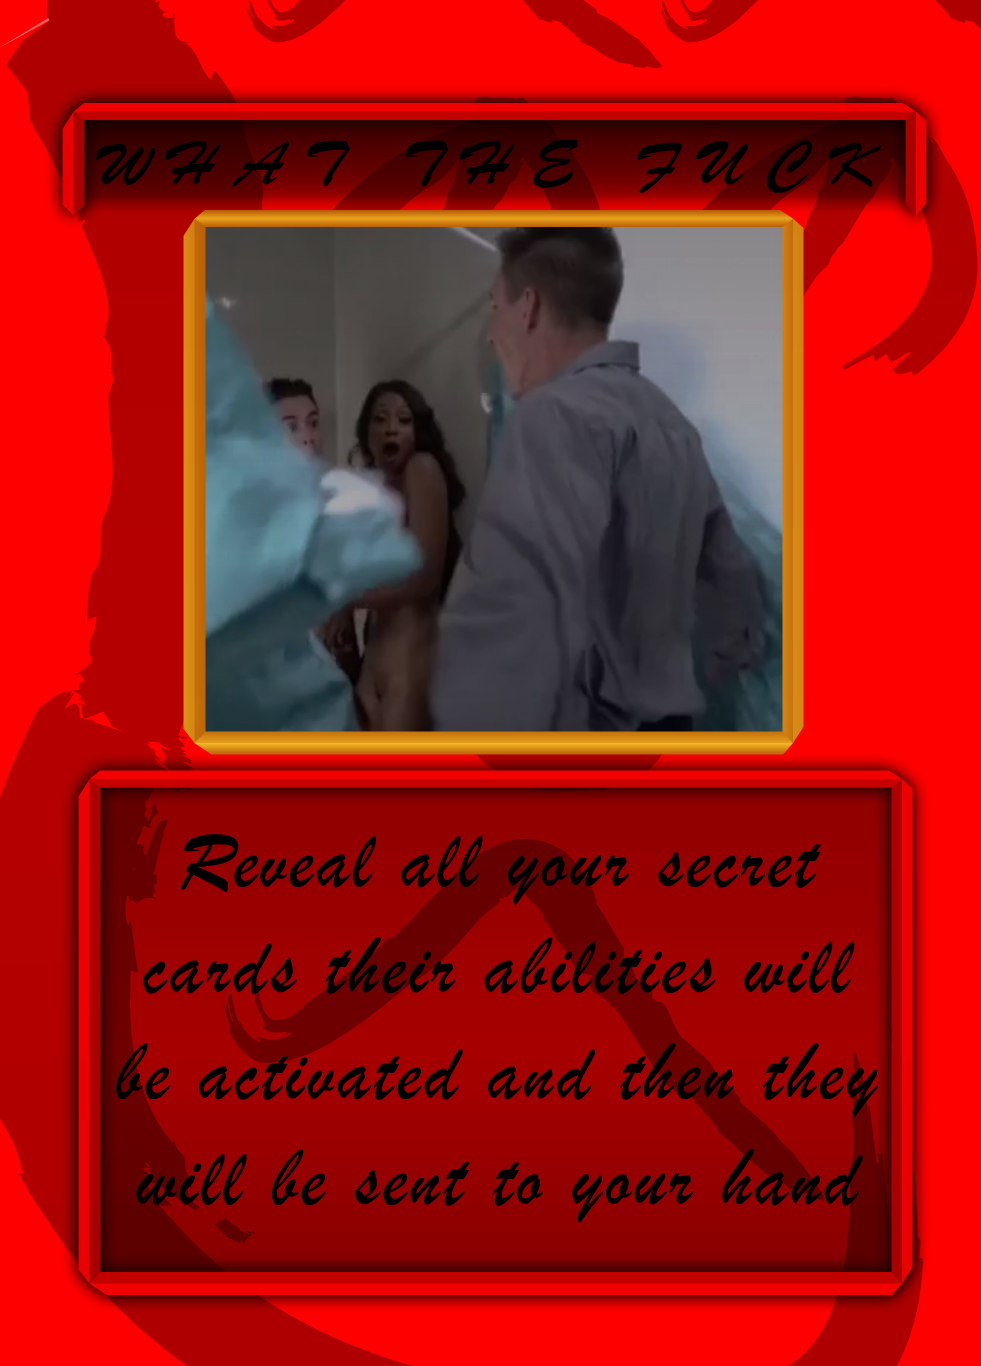 WHAT THE FUCK
Reveal all your secret
cards their abilities will
be activated and then they
will be sent to your hand